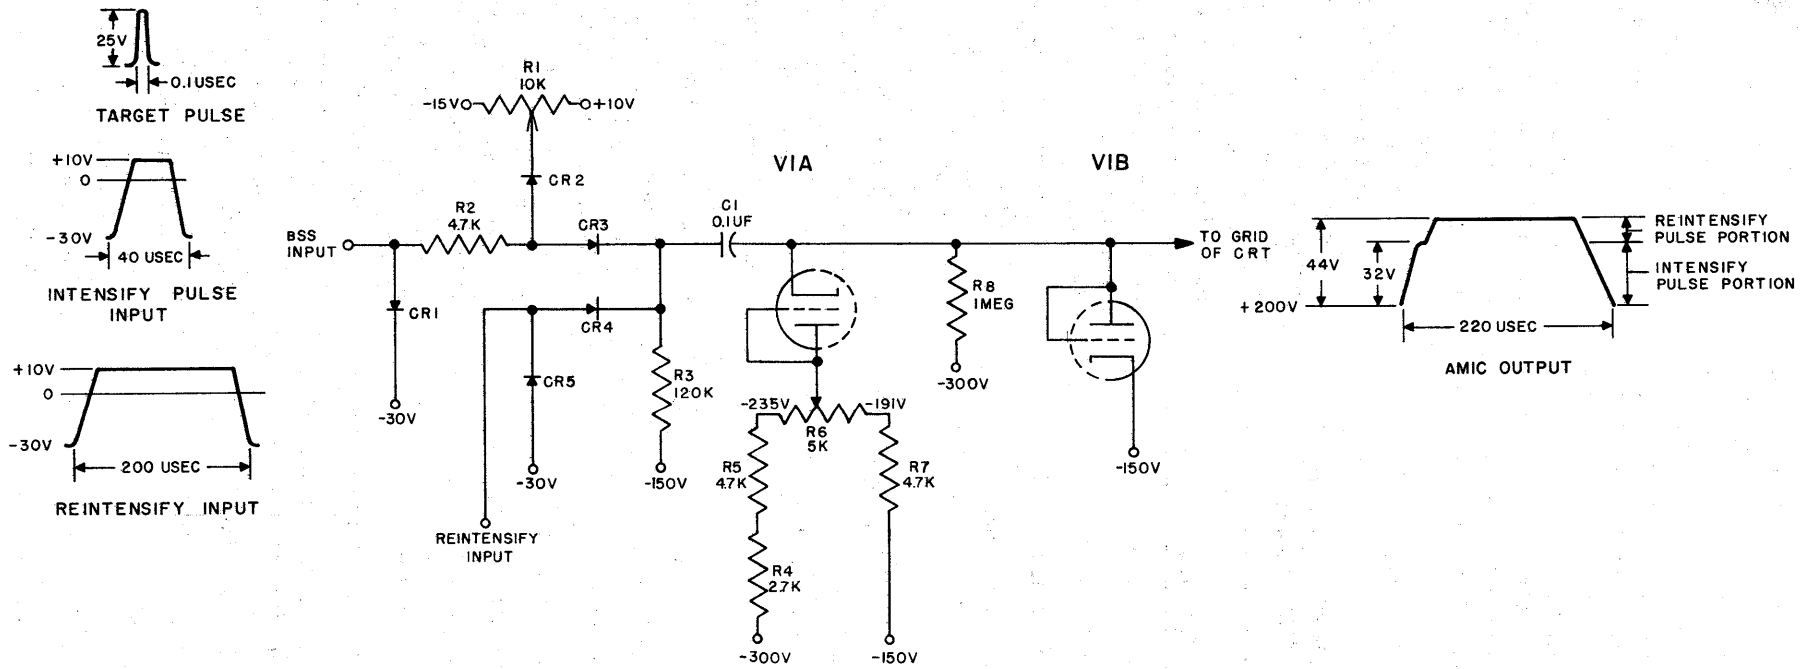 25V
0.1USEC
TARGET PULSE
+10V
0
-30V
40 USEC
INTENSIFY PULSE
INPUT
+10V
0
-30V
200 USEC
REINTENSIFY INPUT
R1
10K
-15V
+10V
CR2
R2
4.7K
BSS
INPUT
CR3
CR1
-30V
CR4
CR5
-30V
R3
120K
-150V
REINTENSIFY
INPUT
C1
0.1UF
V1A
-235V
-191V
R6
5K
R5
4.7K
R7
4.7K
R4
2.7K
-300V
-150V
R8
1MEG
-300V
V1B
-150V
TO GRID
OF CRT
44V
32V
+200V
220 USEC
REINTENSIFY
PULSE PORTION
INTENSIFY
PULSE PORTION
AMIC OUTPUT